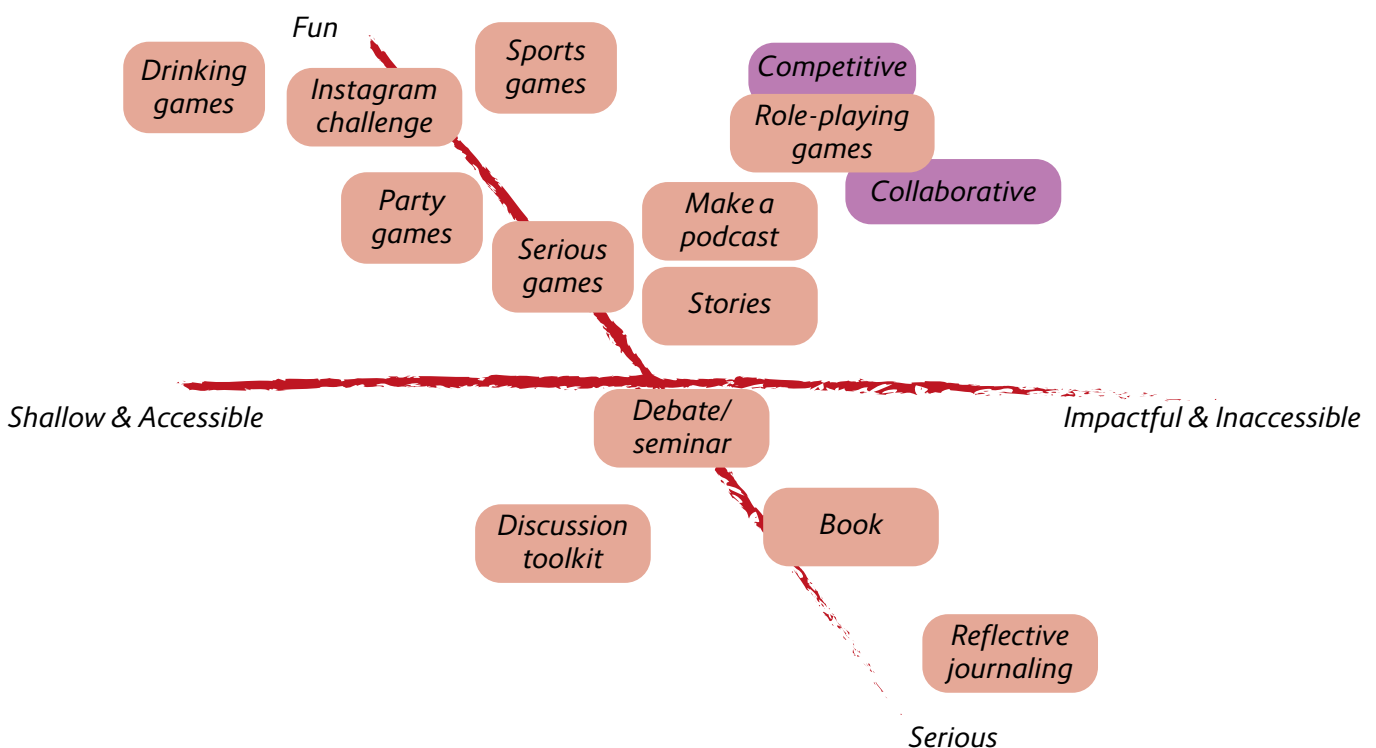 Fun
Drinking
games
Instagram
challenge
Sports
games
Competitive
Role-playing
games
Collaborative
Party
games
Serious
games
Make a
podcast
Stories
Shallow & Accessible
Impactful & Inaccessible
Debate/
seminar
Discussion
toolkit
Book
Reflective
journaling
Serious